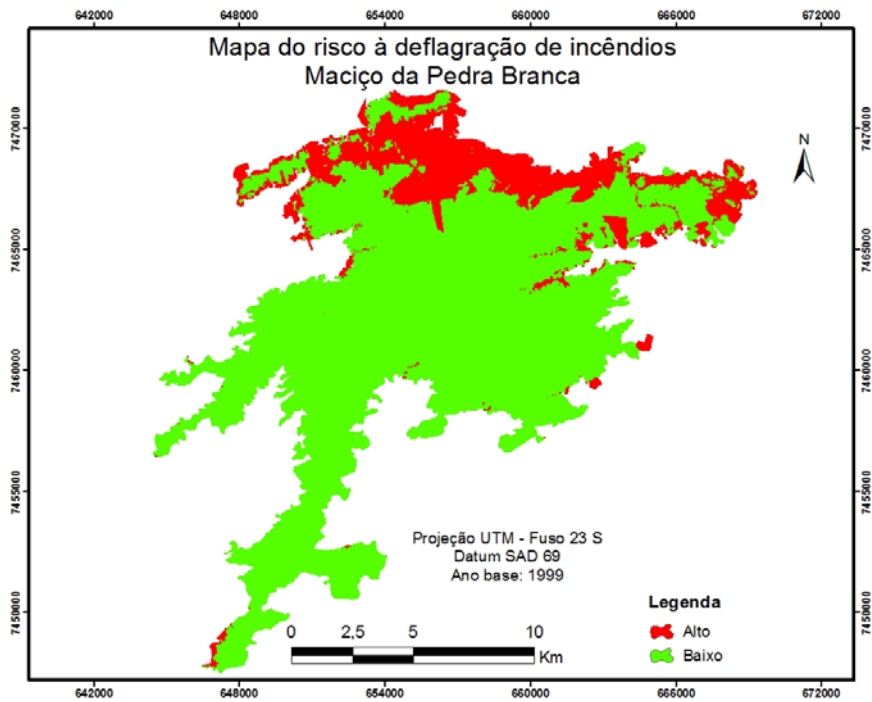 642000 648000 654000 660000 666000 672000
Mapa do risco à deflagração de incêndios
Maciço da Pedra Branca
7470000 7470000
N
7465000 7465000
7460000 7460000
7455000 7455000
Projeção UTM - Fuso 23 S
Datum SAD 69
Ano base: 1999
7450000 7450000
Legenda
Alto
Baixo
0 2,5 5 10
Km
642000 648000 654000 660000 666000 672000